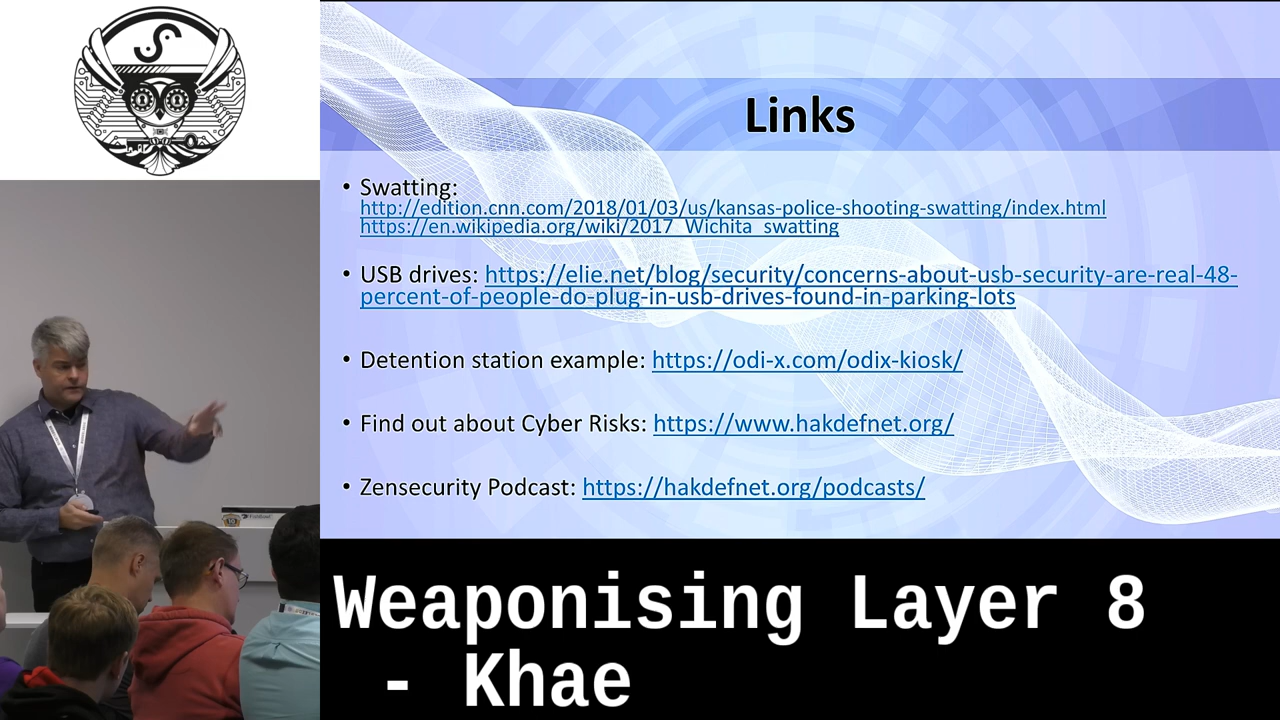 Links
• Swatting:
http://edition.cnn.com/2018/01/03/us/kansas-police-shooting-swatting/index.html
https://en.wikipedia.org/wiki/2017_Wichita_swatting
• USB drives: https://elie.net/blog/security/concerns-about-usb-security-are-real-48-
percent-of-people-do-plug-in-usb-drives-found-in-parking-lots
• Detention station example: https://odi-x.com/odix-kiosk/
• Find out about Cyber Risks: https://www.hakdefnet.org/
• Zensecurity Podcast: https://hakdefnet.org/podcasts/
Weaponising Layer 8
- Khae